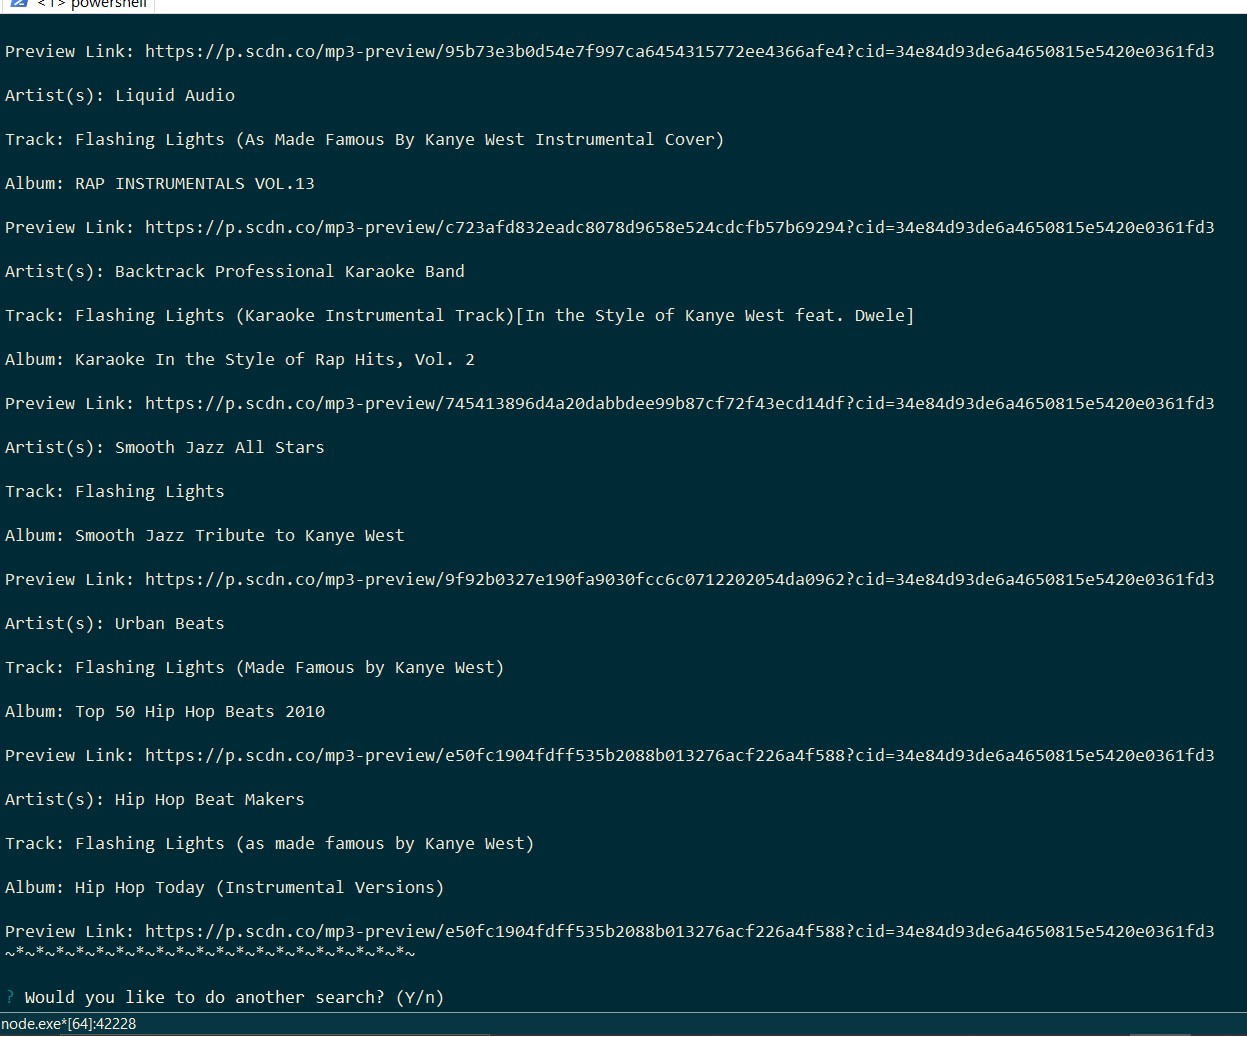 <1> powershell
Preview Link: https://p.scdn.co/mp3-preview/95b73e3b0d54e7f997ca6454315772ee4366afe4?cid=34e84d93de6a4650815e5420e0361fd3
Artist(s): Liquid Audio
Track: Flashing Lights (As Made Famous By Kanye West Instrumental Cover)
Album: RAP INSTRUMENTALS VOL.13
Preview Link: https://p.scdn.co/mp3-preview/c723afd832eadc8078d9658e524cdcfb57b69294?cid=34e84d93de6a4650815e5420e0361fd3
Artist(s): Backtrack Professional Karaoke Band
Track: Flashing Lights (Karaoke Instrumental Track)[In the Style of Kanye West feat. Dwele]
Album: Karaoke In the Style of Rap Hits, Vol. 2
Preview Link: https://p.scdn.co/mp3-preview/745413896d4a20dabbdee99b87cf72f43ecd14df?cid=34e84d93de6a4650815e5420e0361fd3
Artist(s): Smooth Jazz All Stars
Track: Flashing Lights
Album: Smooth Jazz Tribute to Kanye West
Preview Link: https://p.scdn.co/mp3-preview/9f92b0327e190fa9030fcc6c0712202054da0962?cid=34e84d93de6a4650815e5420e0361fd3
Artist(s): Urban Beats
Track: Flashing Lights (Made Famous by Kanye West)
Album: Top 50 Hip Hop Beats 2010
Preview Link: https://p.scdn.co/mp3-preview/e50fc1904fdff535b2088b013276acf226a4f588?cid=34e84d93de6a4650815e5420e0361fd3
Artist(s): Hip Hop Beat Makers
Track: Flashing Lights (as made famous by Kanye West)
Album: Hip Hop Today (Instrumental Versions)
Preview Link: https://p.scdn.co/mp3-preview/e50fc1904fdff535b2088b013276acf226a4f588?cid=34e84d93de6a4650815e5420e0361fd3
~*~*~*~*~*~*~*~*~*~*~*~*~*~*~*~*~*~*~*~*~
? Would you like to do another search? (Y/n)
node.exe*[64]:42228